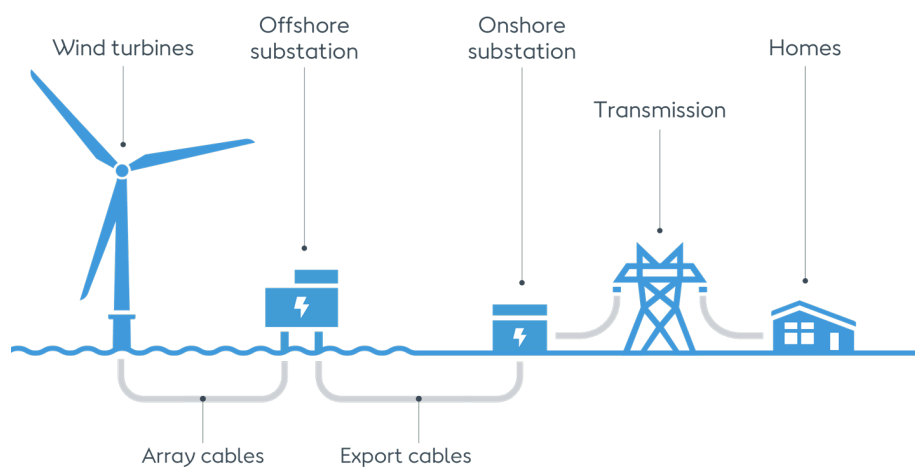 Wind turbines
Offshore
substation
Onshore
substation
Homes
Transmission
Array cables
Export cables